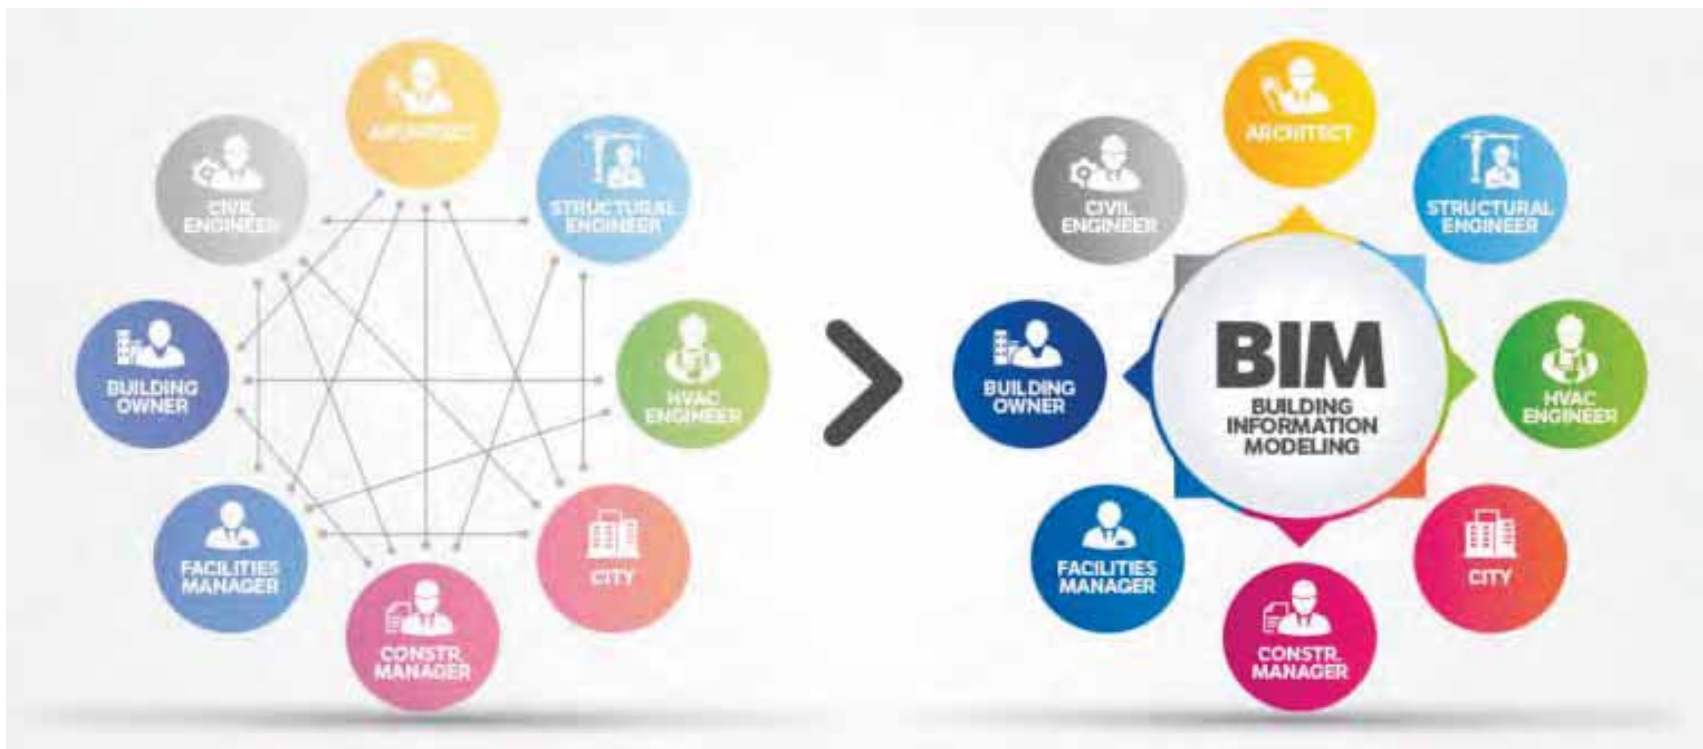 ARCHITECT
CIVIL
ENGINEER
STRUCTURAL
ENGINEER
BUILDING
OWNER
HVAC
ENGINEER
FACILITIES
MANAGER
CITY
CONSTR.
MANAGER
ARCHITECT
CIVIL
ENGINEER
STRUCTURAL
ENGINEER
BUILDING
OWNER
BIM
BUILDING
INFORMATION
MODELING
HVAC
ENGINEER
FACILITIES
MANAGER
CITY
CONSTR.
MANAGER